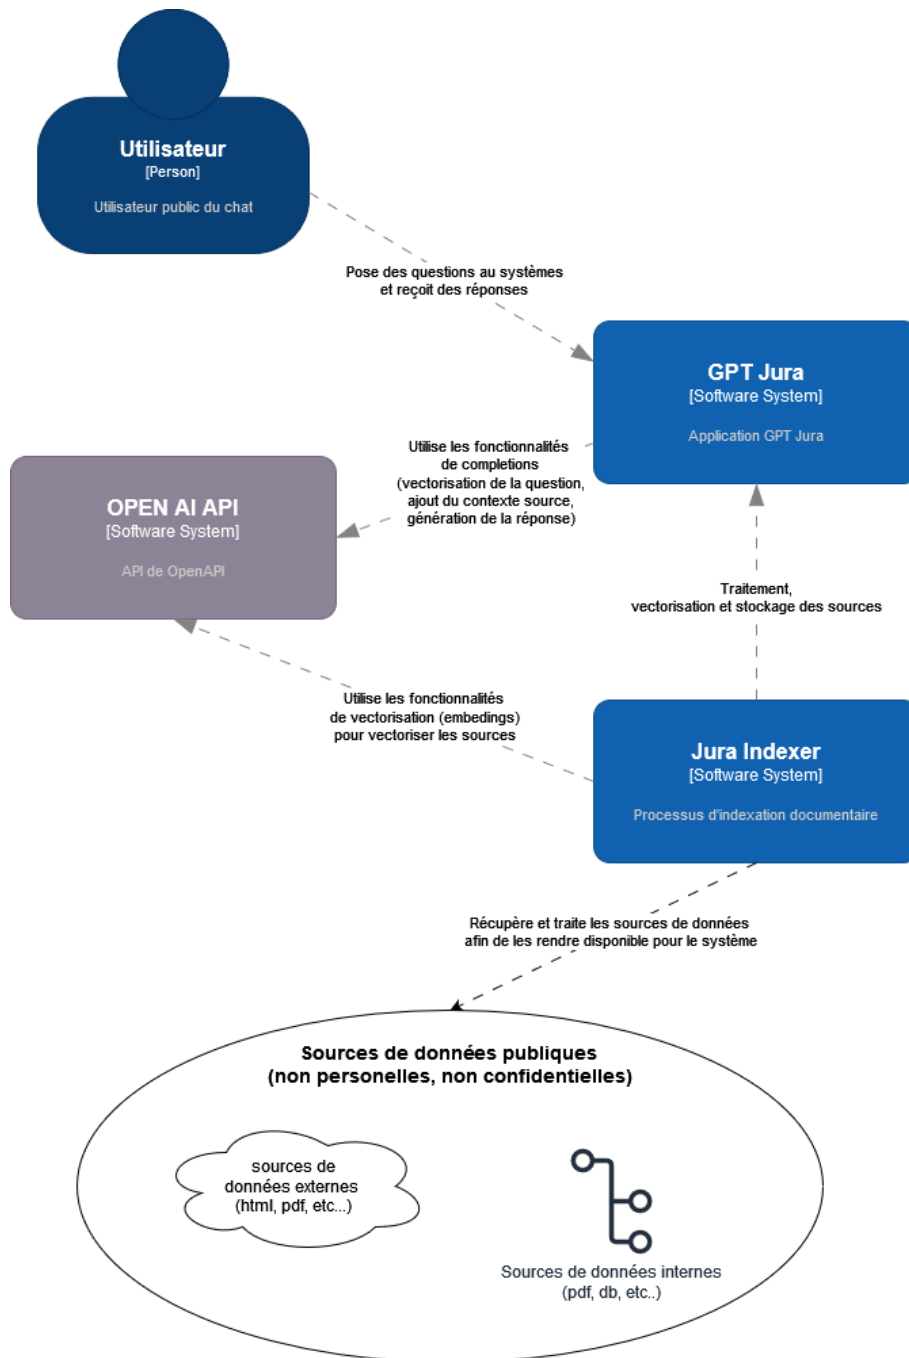 Utilisateur
[Person]
Utilisateur public du chat
Pose des questions au systèmes
et reçoit des réponses
GPT Jura
[Software System]
Application GPT Jura
Utilise les fonctionnalités
de completions
(vectorisation de la question,
ajout du contexte source,
génération de la réponse)
OPEN AI API
[Software System]
API de OpenAPI
Traitement,
vectorisation et stockage des sources
Utilise les fonctionnalités
de vectorisation (embedings)
pour vectoriser les sources
Jura Indexer
[Software System]
Processus d'indexation documentaire
Récupère et traite les sources de données
afin de les rendre disponible pour le système
Sources de données publiques
(non personelles, non confidentielles)
sources de
données externes
(html, pdf, etc...)
Sources de données internes
(pdf, db, etc..)